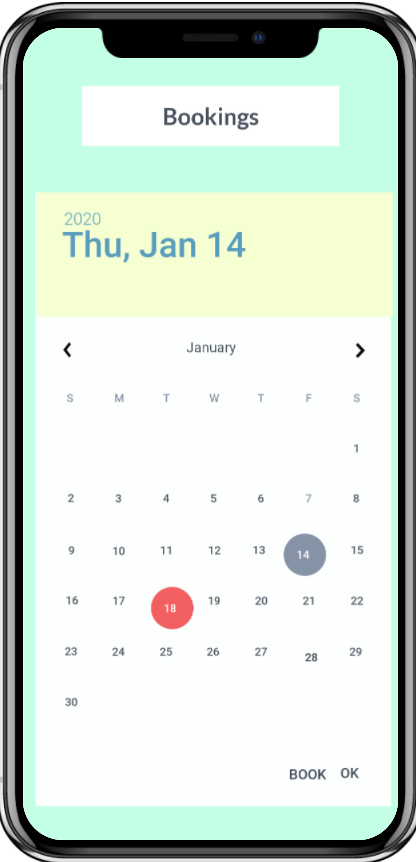 Bookings
2020
Thu, Jan 14
January
S M T W T F S
1
2 3 4 5 6 7 8
9 10 11 12 13 14 15
16 17 18 19 20 21 22
23 24 25 26 27 28 29
30
BOOK OK